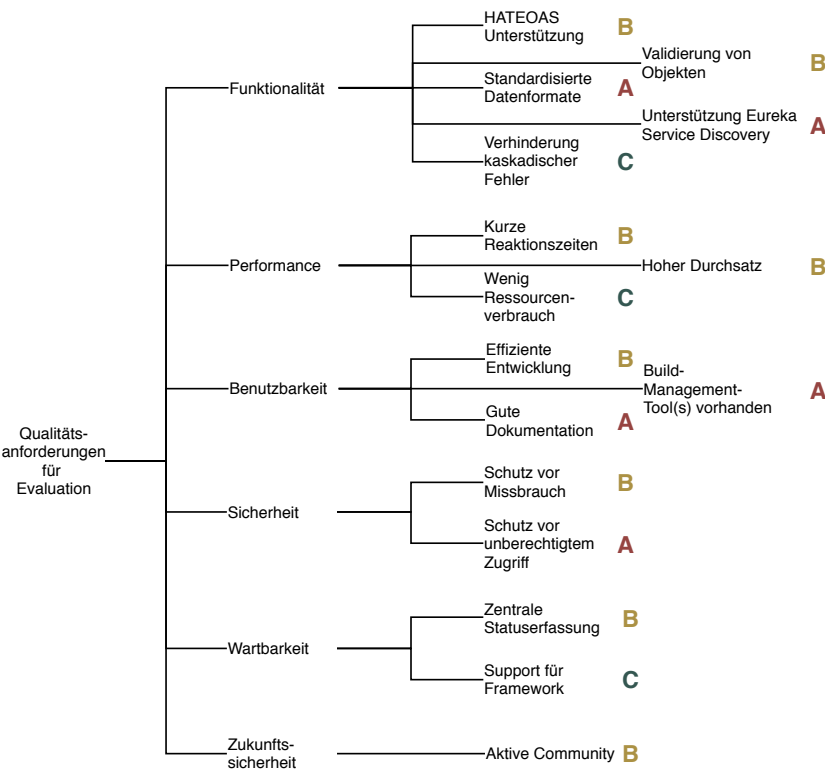 Qualitäts-
anforderungen
für
Evaluation
Funktionalität
HATEOAS
Unterstützung
B
Validierung von
Objekten
B
Standardisierte
Datenformate
A
Unterstützung Eureka
Service Discovery
A
Verhinderung
kaskadischer
Fehler
C
Performance
Kurze
Reaktionszeiten
B
Hoher Durchsatz
B
Wenig
Ressourcen-
verbrauch
C
Benutzbarkeit
Effiziente
Entwicklung
B
Build-
Management-
Tool(s) vorhanden
A
Gute
Dokumentation
A
Sicherheit
Schutz vor
Missbrauch
B
Schutz vor
unberechtigtem
Zugriff
A
Wartbarkeit
Zentrale
Statuserfassung
B
Support für
Framework
C
Zukunfts-
sicherheit
Aktive Community
B